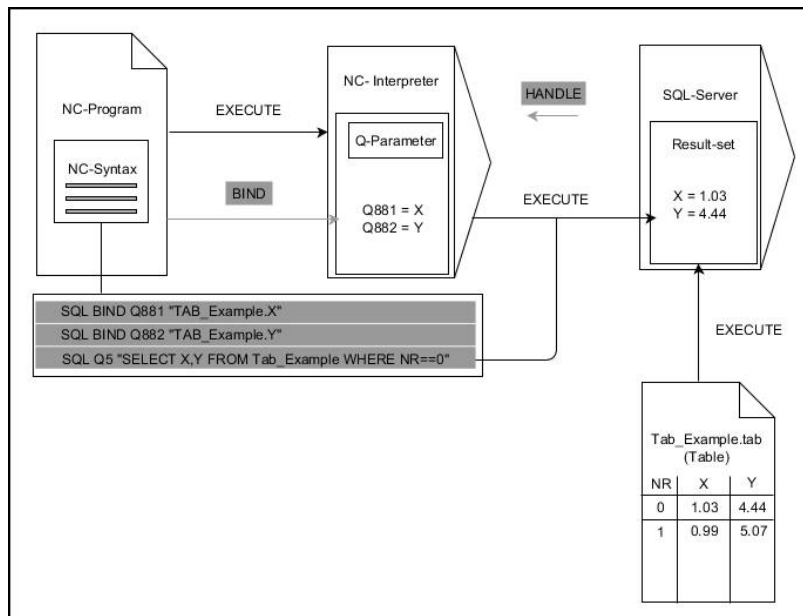 NC-Program
NC-Syntax
EXECUTE
BIND
NC- Interpreter
Q-Parameter
Q881 = X
Q882 = Y
HANDLE
EXECUTE
SQL-Server
Result-set
X = 1.03
Y = 4.44
SQL BIND Q881 "TAB_Example.X"
SQL BIND Q882 "TAB_Example.Y"
SQL Q5 "SELECT X,Y FROM Tab_Example WHERE NR==0"
EXECUTE
Tab_Example.tab
(Table)
NR X Y
0 1.03 4.44
1 0.99 5.07